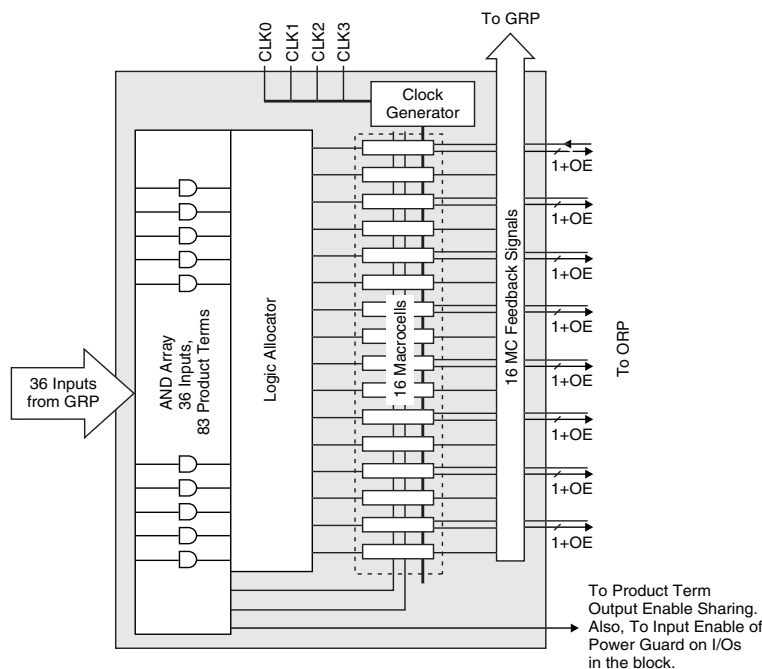 To GRP
CLK0
CLK1
CLK2
CLK3
Clock
Generator
1+OE
1+OE
1+OE
1+OE
1+OE
1+OE
1+OE
1+OE
36 Inputs
from GRP
AND Array
36 Inputs,
83 Product Terms
Logic Allocator
16 Macrocells
16 MC Feedback Signals
To ORP
To Product Term
Output Enable Sharing.
Also, To Input Enable of
Power Guard on I/Os
in the block.